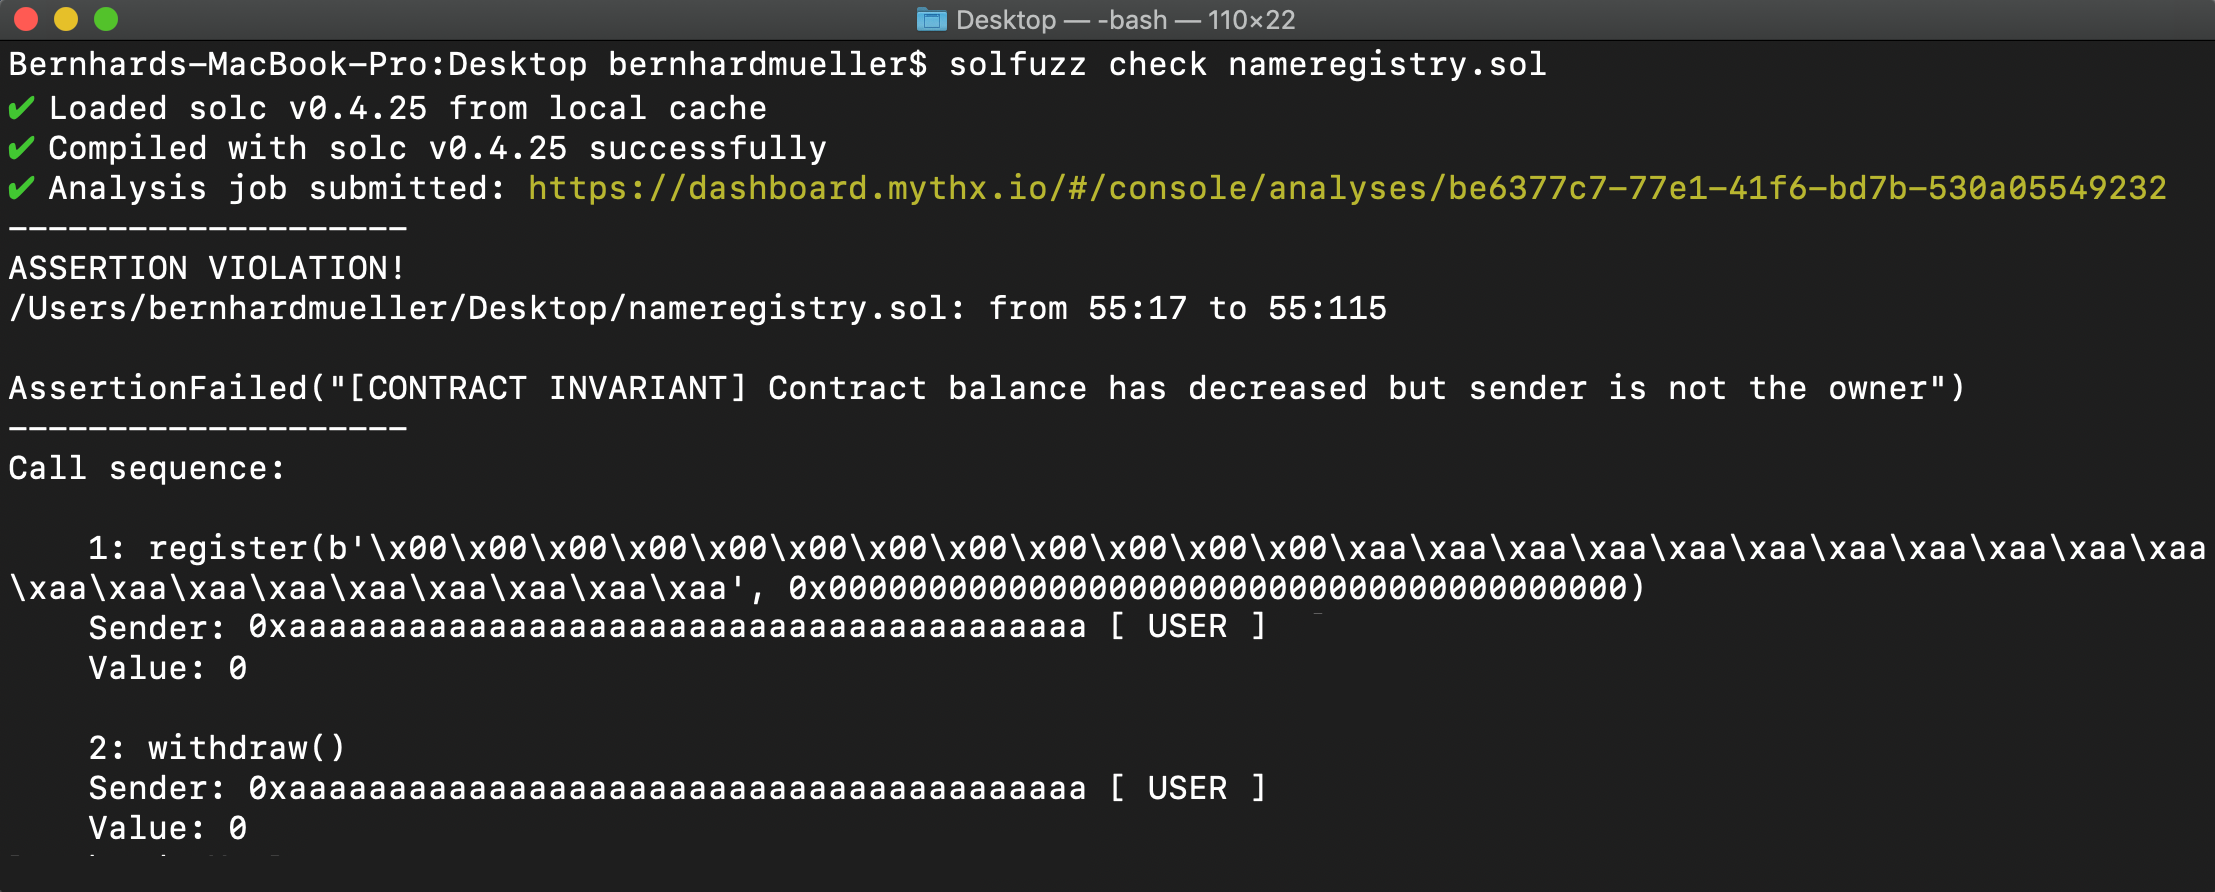 Desktop — -bash — 110×22
Bernhards-MacBook-Pro:Desktop bernhardmueller$ solfuzz check nameregistry.sol
✔ Loaded solc v0.4.25 from local cache
✔ Compiled with solc v0.4.25 successfully
✔ Analysis job submitted: https://dashboard.mythx.io/#/console/analyses/be6377c7-77e1-41f6-bd7b-530a05549232
--------------------
ASSERTION VIOLATION!
/Users/bernhardmueller/Desktop/nameregistry.sol: from 55:17 to 55:115
AssertionFailed("[CONTRACT INVARIANT] Contract balance has decreased but sender is not the owner")
--------------------
Call sequence:
1: register(b'\x00\x00\x00\x00\x00\x00\x00\x00\x00\x00\x00\x00\xaa\xaa\xaa\xaa\xaa\xaa\xaa\xaa\xaa\xaa\xaa
\xaa\xaa\xaa\xaa\xaa\xaa\xaa\xaa\xaa', 0x0000000000000000000000000000000000000000)
Sender: 0xaaaaaaaaaaaaaaaaaaaaaaaaaaaaaaaaaaaaaaaa [ USER ]
Value: 0
2: withdraw()
Sender: 0xaaaaaaaaaaaaaaaaaaaaaaaaaaaaaaaaaaaaaaaa [ USER ]
Value: 0